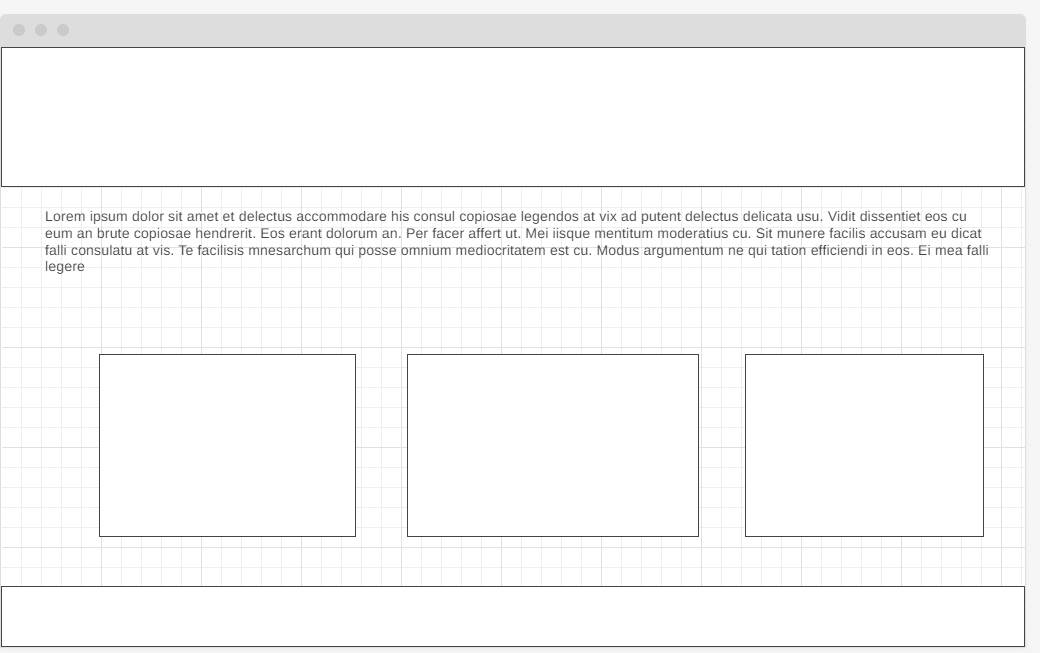 Lorem ipsum dolor sit amet et delectus accommodare his consul copiosae legendos at vix ad putent delectus delicata usu. Vidit dissentiet eos cu
eum an brute copiosae hendrerit. Eos erant dolorum an. Per facer affert ut. Mei iisque mentitum moderatius cu. Sit munere facilis accusam eu dicat
falli consulatu at vis. Te facilisis mnesarchum qui posse omnium mediocritatem est cu. Modus argumentum ne qui tation efficiendi in eos. Ei mea falli
legere